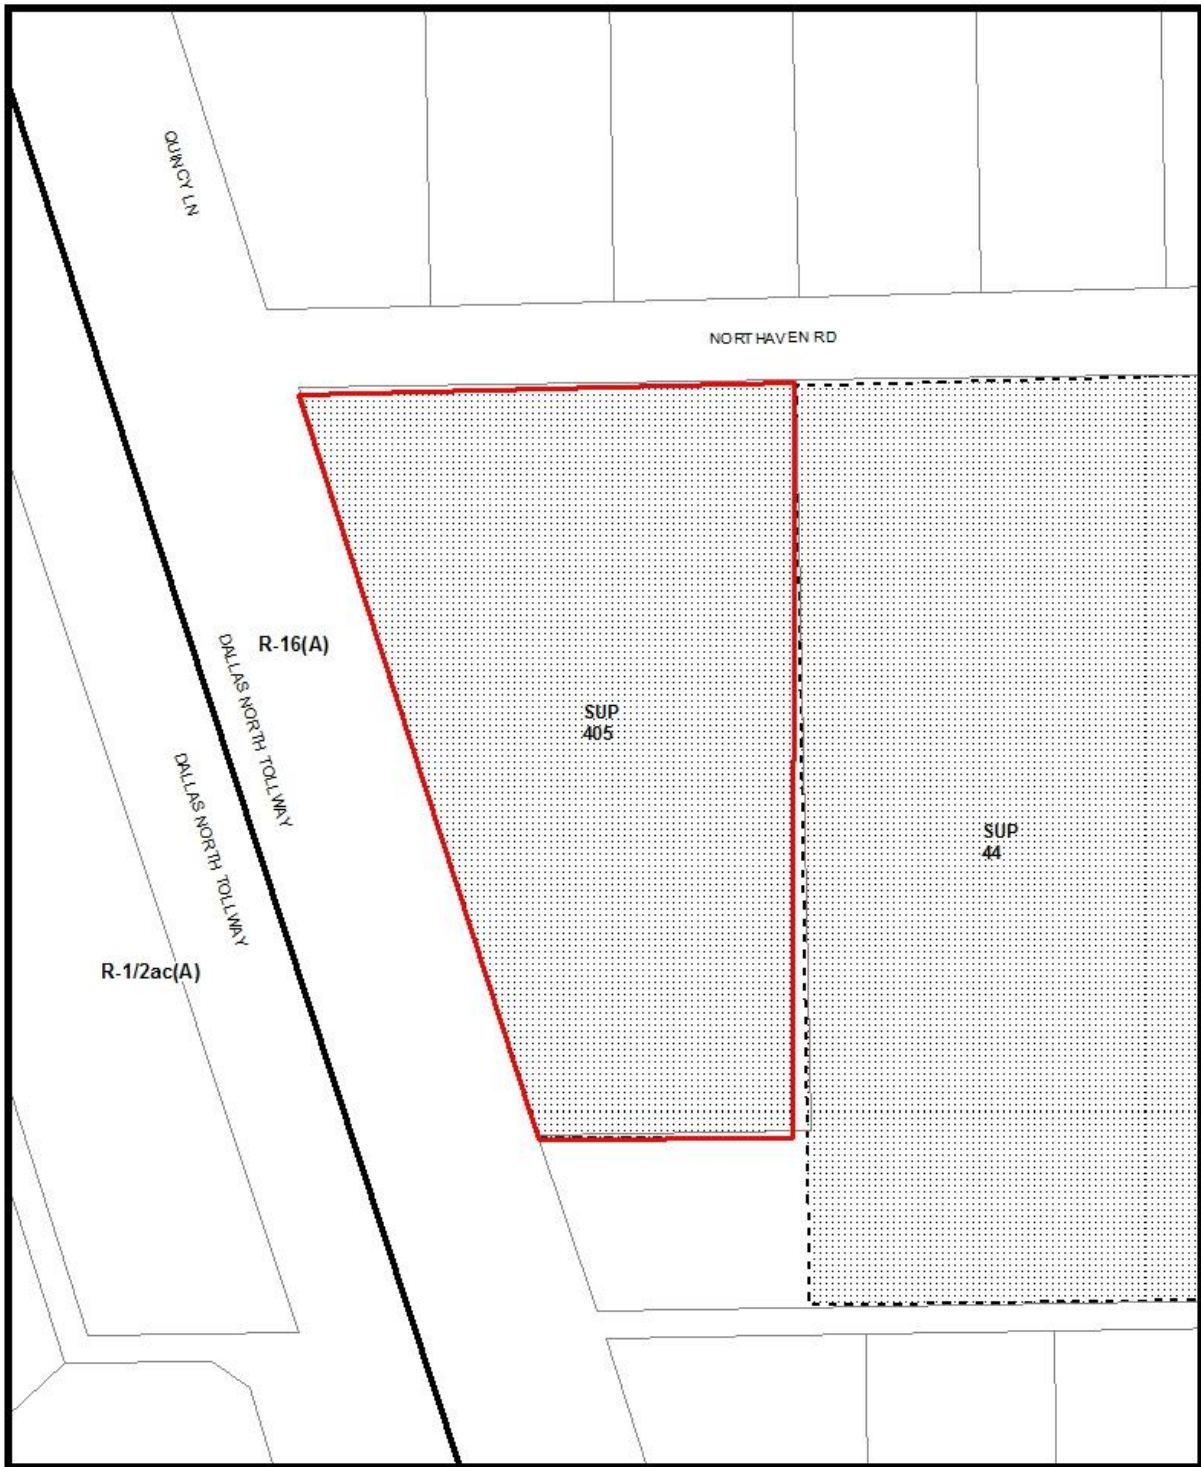 QUINCY LN
NORTHAVEN RD
R-16(A)
DALLAS NORTH TOLLWAY
SUP
405
DALLAS NORTH TOLLWAY
SUP
44
R-1/2ac(A)